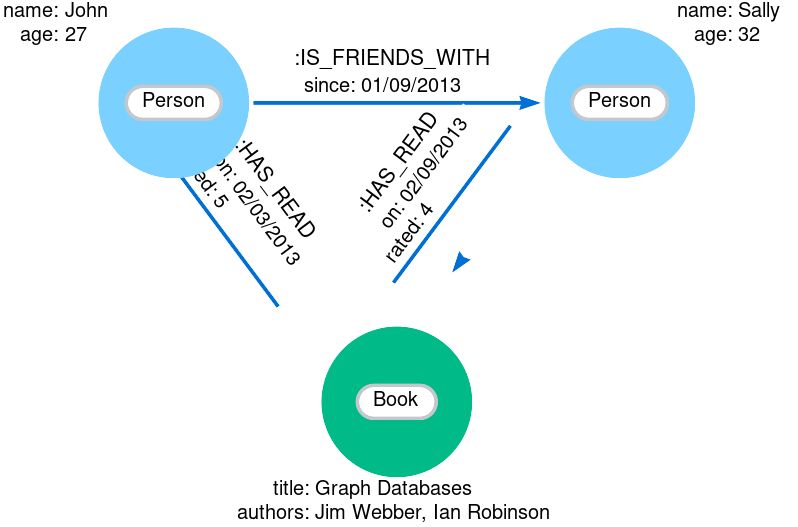 name: John
age: 27
name: Sally
age: 32
:IS_FRIENDS_WITH
since: 01/09/2013
Person
Person
:HAS_READ
on: 02/03/2013
ed: 5
:HAS_READ
on: 02/09/2013
rated: 4
Book
title: Graph Databases
authors: Jim Webber, Ian Robinson